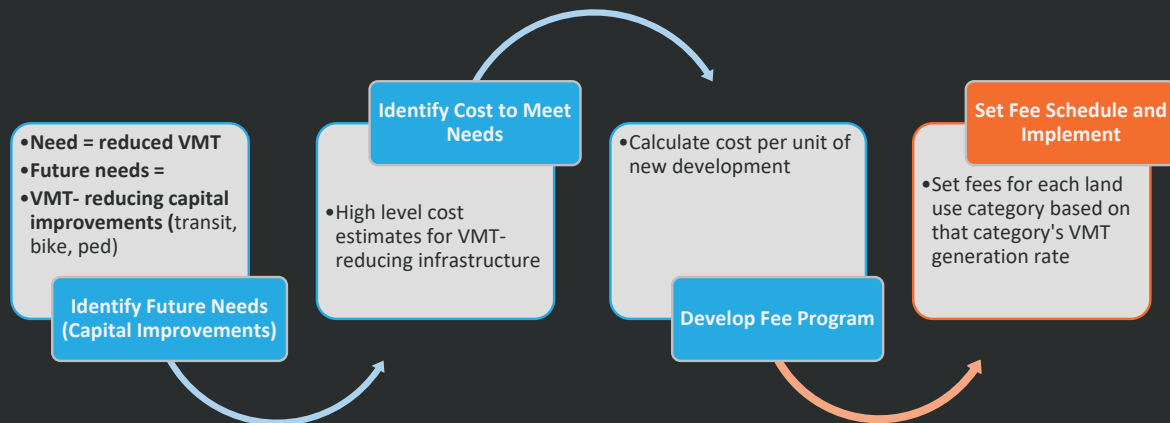 •Need = reduced VMT
•Future needs =
•VMT- reducing capital
improvements (transit,
bike, ped)
Identify Future Needs
(Capital Improvements)
Identify Cost to Meet
Needs
•High level cost
estimates for VMT-
reducing infrastructure
•Calculate cost per unit of
new development
Develop Fee Program
Set Fee Schedule and
Implement
•Set fees for each land
use category based on
that category's VMT
generation rate